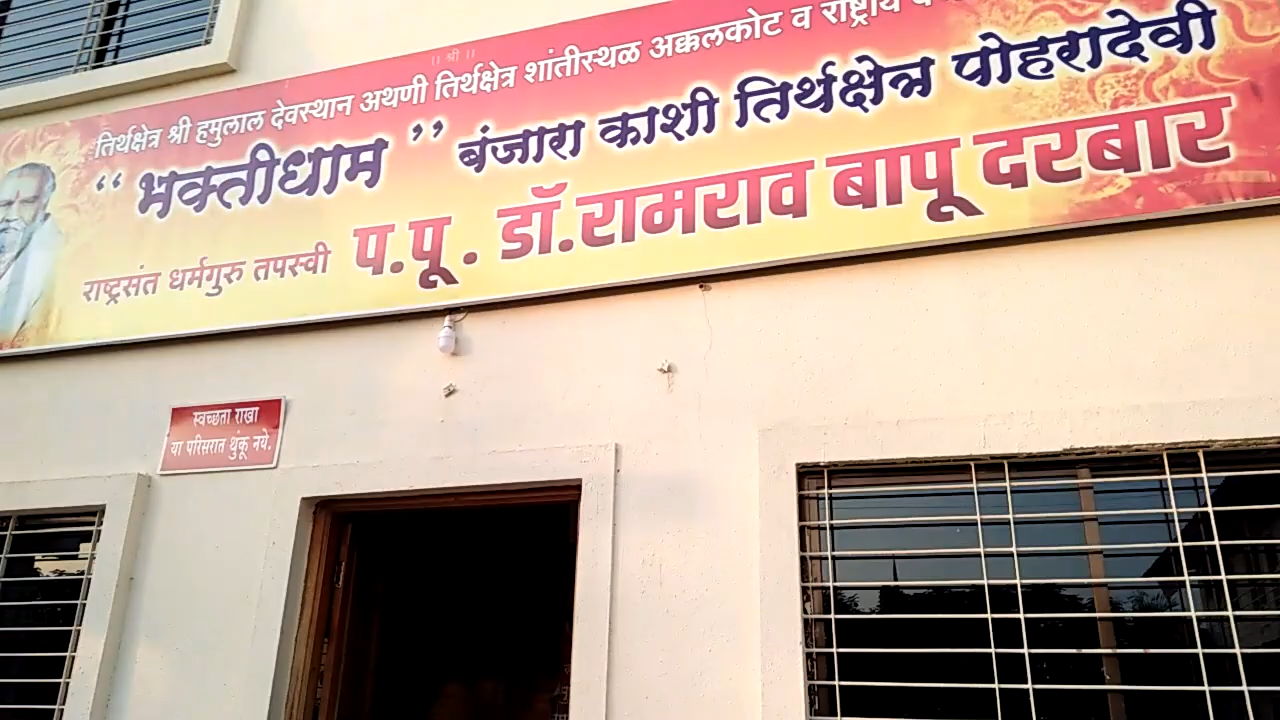 ॥ श्री ॥
तिर्थक्षेत्र श्री हमुलाल देवस्थान अथणी तिर्थक्षेत्र शांतीस्थळ अक्कलकोट व राष्ट्रीय
“ भक्तीधाम ” बंजारा काशी तिर्थक्षेत्र पोहरादेवी
राष्ट्रसंत धर्मगुरु तपस्वी प.पू. डॉ.रामराव बापू दरबार
स्वच्छता राखा
या परिसरात थुंकू नये.